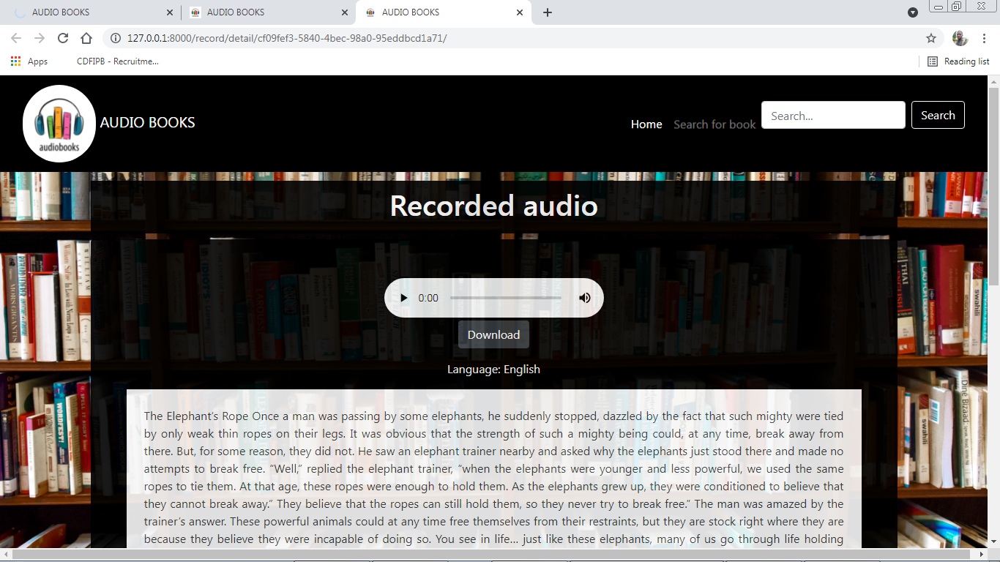 AUDIO BOOKS
AUDIO BOOKS
AUDIO BOOKS
127.0.0.1:8000/record/detail/cf09fef3-5840-4bec-98a0-95eddbcd1a71/
Apps
CDFIPB - Recruitme...
Reading list
audiobooks
AUDIO BOOKS
Home
Search for book
Search...
Search
Recorded audio
0:00
Download
Language: English
The Elephant's Rope Once a man was passing by some elephants, he suddenly stopped, dazzled by the fact that such mighty were tied
by only weak thin ropes on their legs. It was obvious that the strength of such a mighty being could, at any time, break away from
there. But, for some reason, they did not. He saw an elephant trainer nearby and asked why the elephants just stood there and made no
attempts to break free. “Well,” replied the elephant trainer, “when the elephants were younger and less powerful, we used the same
ropes to tie them. At that age, these ropes were enough to hold them. As the elephants grew up, they were conditioned to believe that
they cannot break away.” They believe that the ropes can still hold them, so they never try to break free.” The man was amazed by the
trainer’s answer. These powerful animals could at any time free themselves from their restraints, but they are stock right where they are
because they believe they were incapable of doing so. You see in life... just like these elephants, many of us go through life holding
swahili
swahili
THAI
WORDFEST!